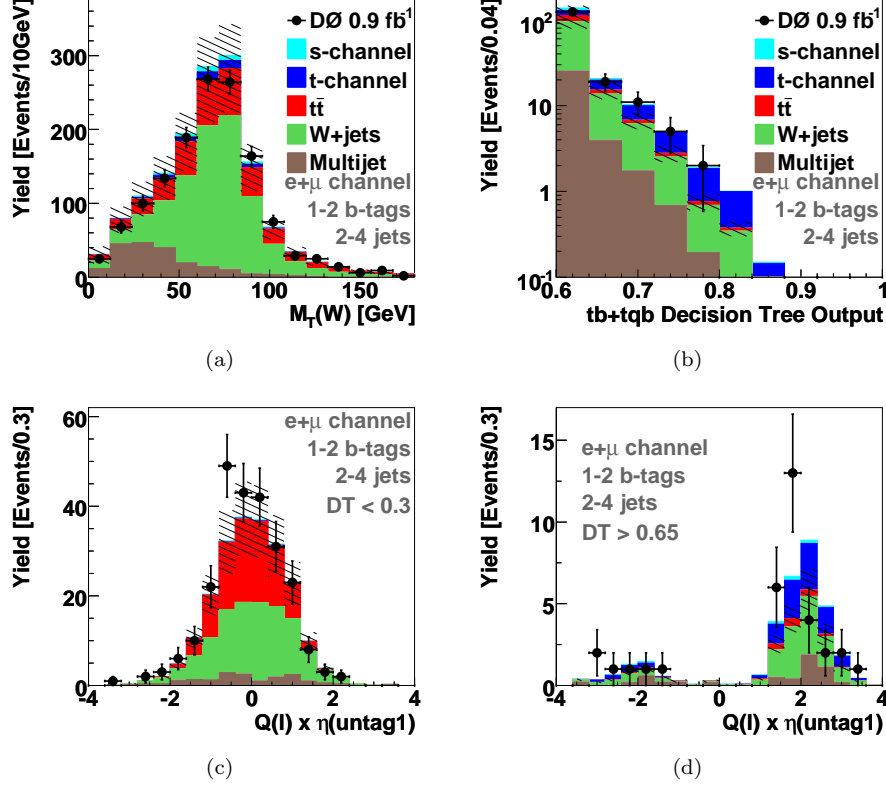 Yield [Events/10GeV]
300
200
100
0
0 50 100 150
M_T(W) [GeV]
DØ 0.9 fb⁻¹
s-channel
t-channel
tt̄
W+jets
Multijet
e+μ channel
1-2 b-tags
2-4 jets
(a)
Yield [Events/0.04]
10²
10
1
10⁻¹
0.6 0.7 0.8 0.9 1
tb+tqb Decision Tree Output
DØ 0.9 fb⁻¹
s-channel
t-channel
tt̄
W+jets
Multijet
e+μ channel
1-2 b-tags
2-4 jets
(b)
Yield [Events/0.3]
60
40
20
0
-4 -2 0 2 4
Q(l) x η(untag1)
e+μ channel
1-2 b-tags
2-4 jets
DT < 0.3
(c)
Yield [Events/0.3]
15
10
5
0
-4 -2 0 2 4
Q(l) x η(untag1)
e+μ channel
1-2 b-tags
2-4 jets
DT > 0.65
(d)